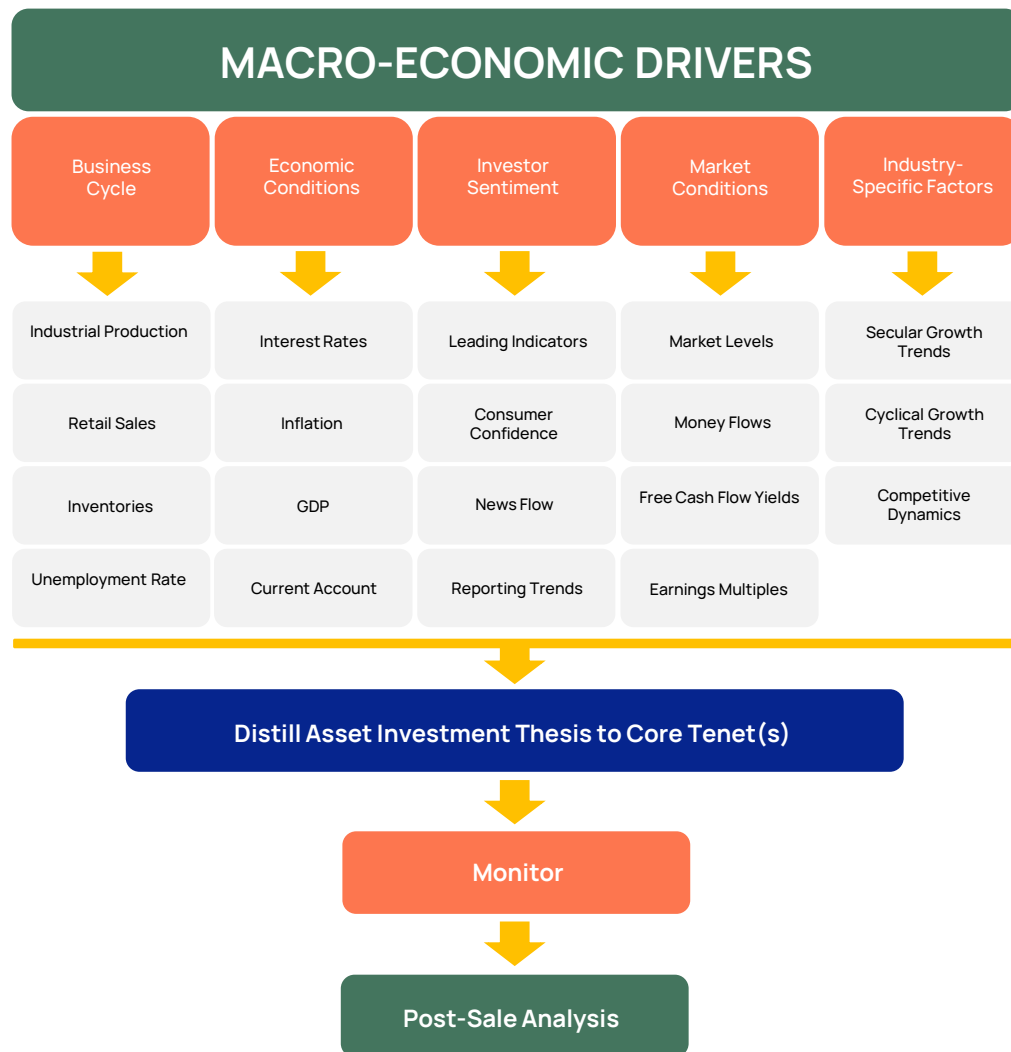 MACRO-ECONOMIC DRIVERS
Business
Cycle
Economic
Conditions
Investor
Sentiment
Market
Conditions
Industry-
Specific Factors
Industrial Production
Interest Rates
Leading Indicators
Market Levels
Secular Growth
Trends
Retail Sales
Inflation
Consumer
Confidence
Money Flows
Cyclical Growth
Trends
Inventories
GDP
News Flow
Free Cash Flow Yields
Competitive
Dynamics
Unemployment Rate
Current Account
Reporting Trends
Earnings Multiples
Distill Asset Investment Thesis to Core Tenet(s)
Monitor
Post-Sale Analysis